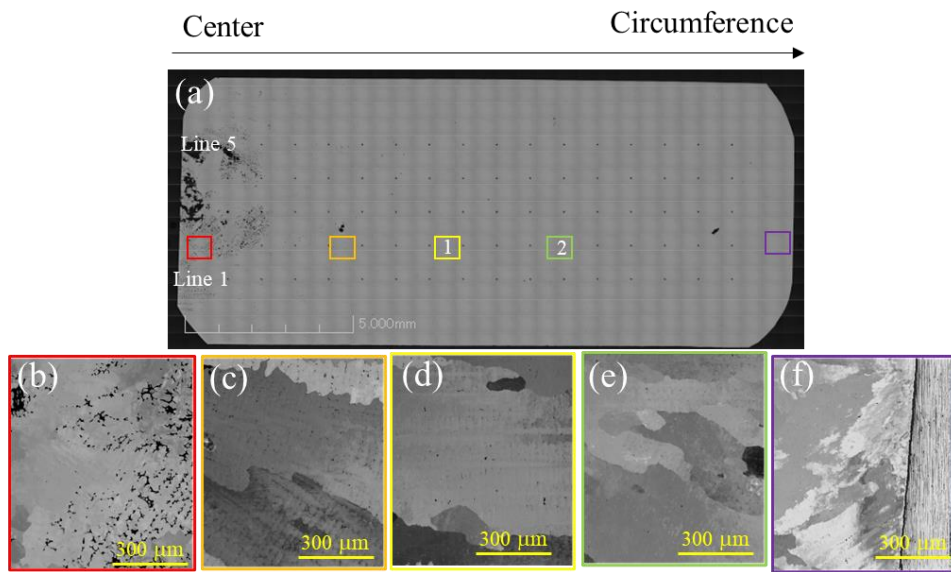 Center
Circumference
(a)
Line 5
1
2
Line 1
5.000mm
(b)
(c)
(d)
(e)
(f)
300 µm
300 µm
300 µm
300 µm
300 µm